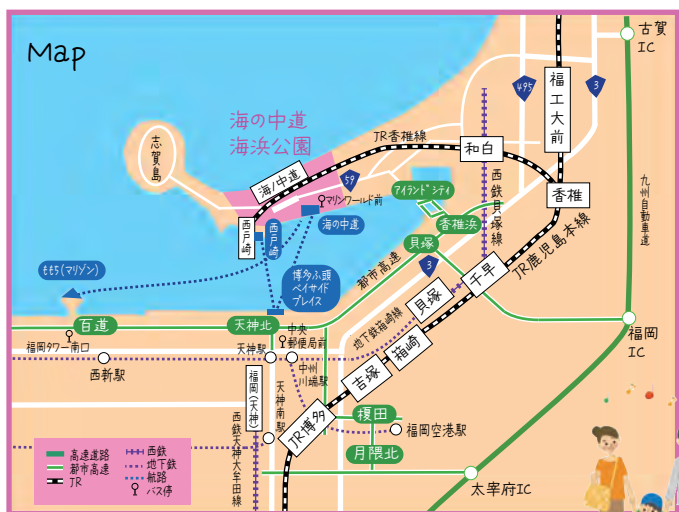 Map
古賀
IC
495
3
福工大前
海の中道
海浜公園
志賀島
JR香椎線
和白
海ノ中道
59
アイランドシティ
西鉄貝塚線
香椎
九州自動車道
マリンワールド前
西戸崎
西戸崎
海の中道
香椎浜
貝塚
JR鹿児島本線
もも5(マリゾン)
博多ふ頭
ベイサイド
プレイス
都市高速
3
千早
貝塚
地下鉄箱崎線
百道
天神北
中央
郵便局前
箱崎
福岡
IC
福岡タワー南口
天神駅
西新駅
中州
川端駅
吉塚
福岡(天神)
天神南駅
JR博多
榎田
福岡空港駅
西鉄天神大牟田線
月隈北
太宰府IC
高速道路
都市高速
JR
西鉄
地下鉄
航路
バス停